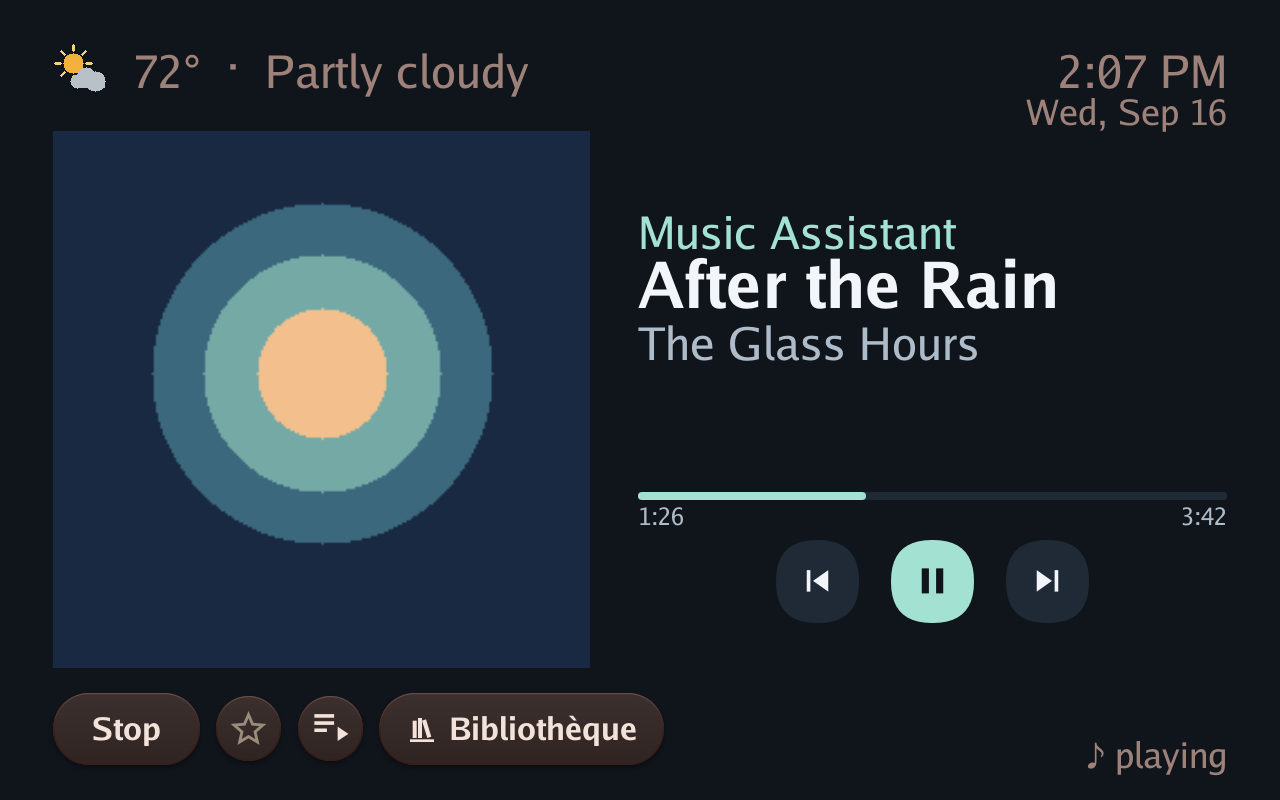 72° · Partly cloudy
2:07 PM
Wed, Sep 16
Music Assistant
After the Rain
The Glass Hours
1:26
3:42
Stop
Bibliothèque
♪ playing